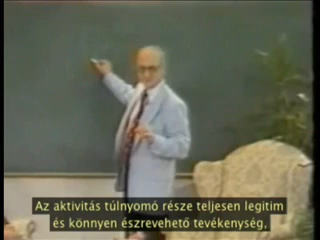 Az aktivitás túlnyomó része teljesen legitim
és könnyen észrevehető tevékenység,